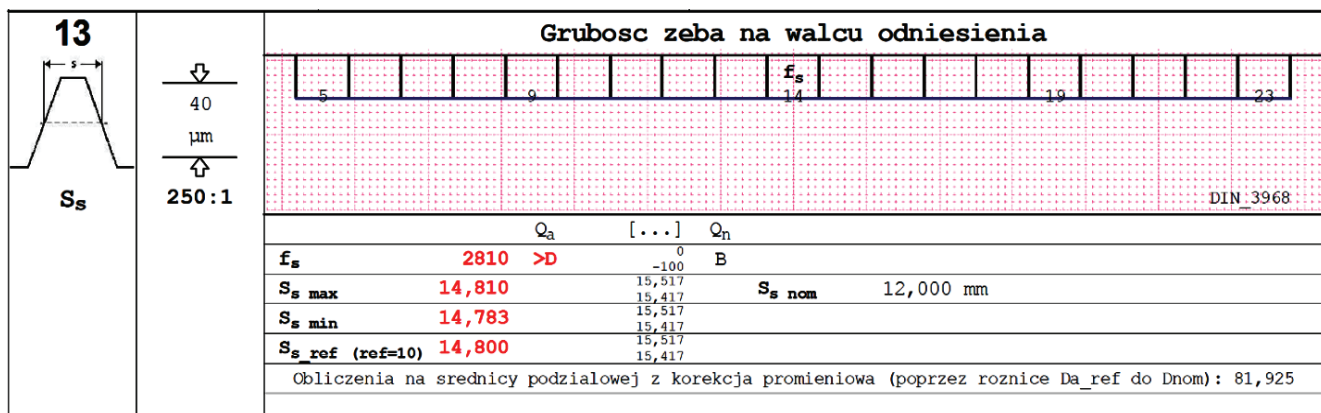 13
Grubosc zeba na walcu odniesienia
s
fs
5 9 14 19 23
40
µm
250:1
Ss
DIN_3968
Qa [...] Qn
fs 2810 >D 0 -100 B
Ss max 14,810 15,517 15,417 Ss nom 12,000 mm
Ss min 14,783 15,517 15,417
Ss_ref (ref=10) 14,800 15,517 15,417
Obliczenia na srednicy podzialowej z korekcja promieniowa (poprzez roznice Da_ref do Dnom): 81,925